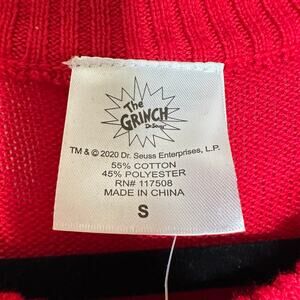 The
GRINCH
Dr. Seuss
TM & © 2020 Dr. Seuss Enterprises, L.P.
55% COTTON
45% POLYESTER
RN# 117508
MADE IN CHINA
S